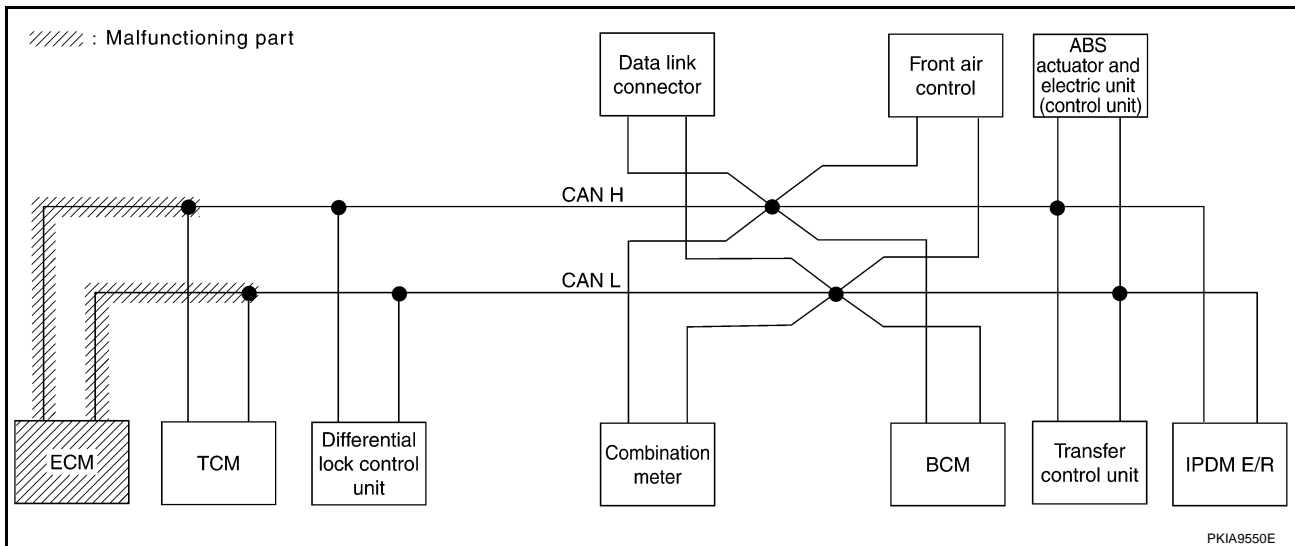 : Malfunctioning part
Data link
connector
Front air
control
ABS
actuator and
electric unit
(control unit)
CAN H
CAN L
ECM
TCM
Differential
lock control
unit
Combination
meter
BCM
Transfer
control unit
IPDM E/R
PKIA9550E